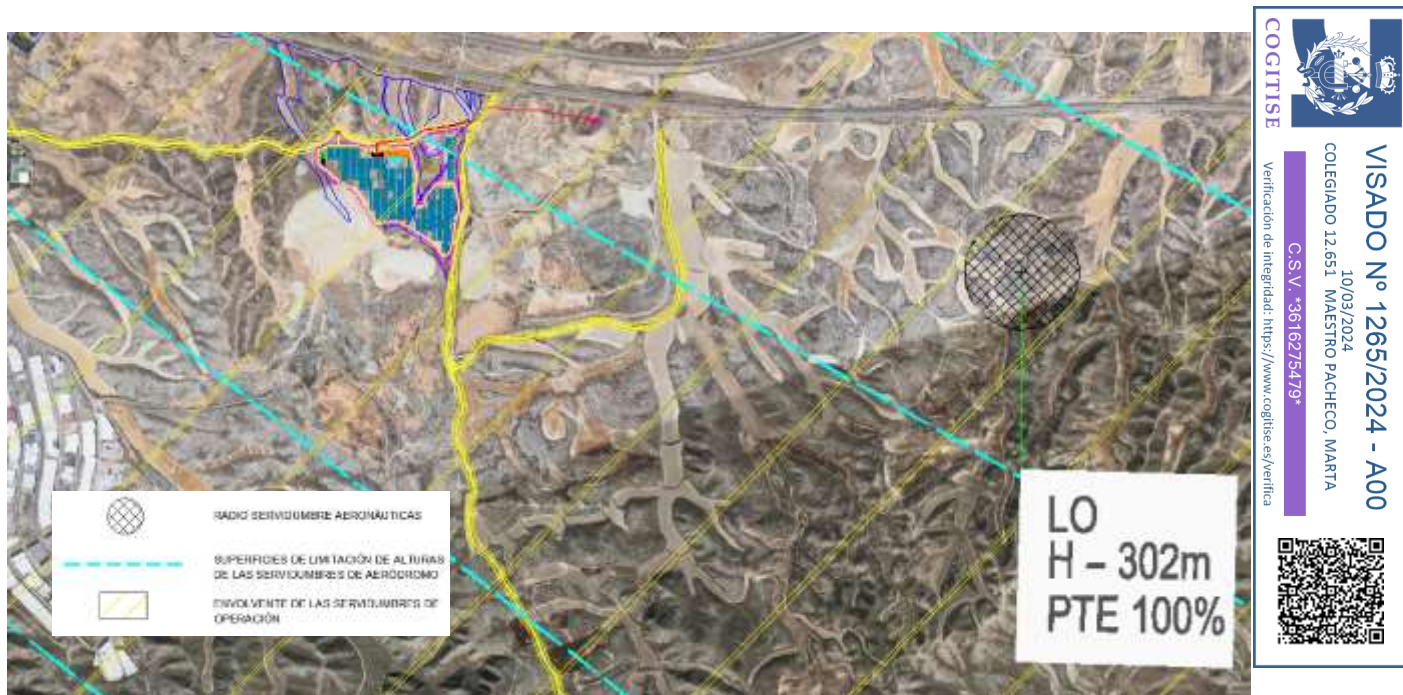 RADIO SERVIDUMBRE AERONÁUTICAS
SUPERFICIES DE LIMITACIÓN DE ALTURAS
DE LAS SERVIDUMBRES DE AERÓDROMO
ENVOLVENTE DE LAS SERVIDUMBRES DE
OPERACIÓN
LO
H – 302m
PTE 100%
COGITISE
VISADO Nº 1265/2024 - A00
10/03/2024
COLEGIADO 12.651 MAESTRO PACHECO, MARTA
C.S.V. *3616275479*
Verificación de integridad: https://www.cogitise.es/verifica